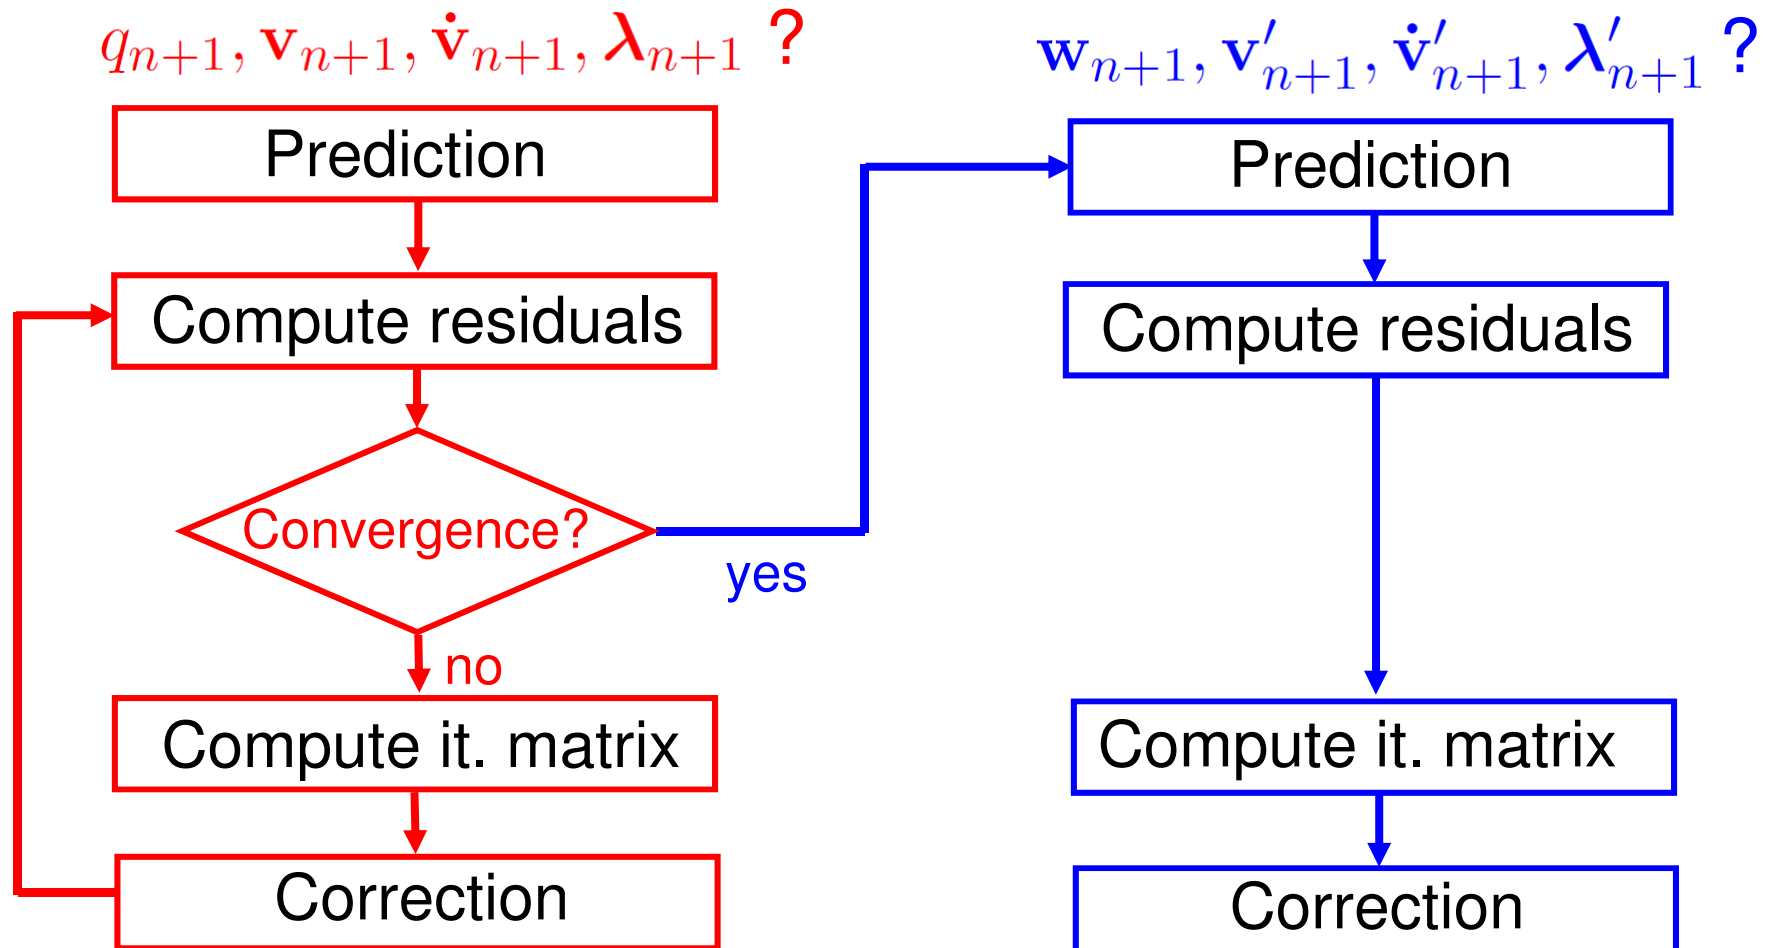 q_{n+1}, v_{n+1}, v̇_{n+1}, λ_{n+1} ?
Prediction
Compute residuals
Convergence?
yes
no
Compute it. matrix
Correction
w_{n+1}, v′_{n+1}, v̇′_{n+1}, λ′_{n+1} ?
Prediction
Compute residuals
Compute it. matrix
Correction